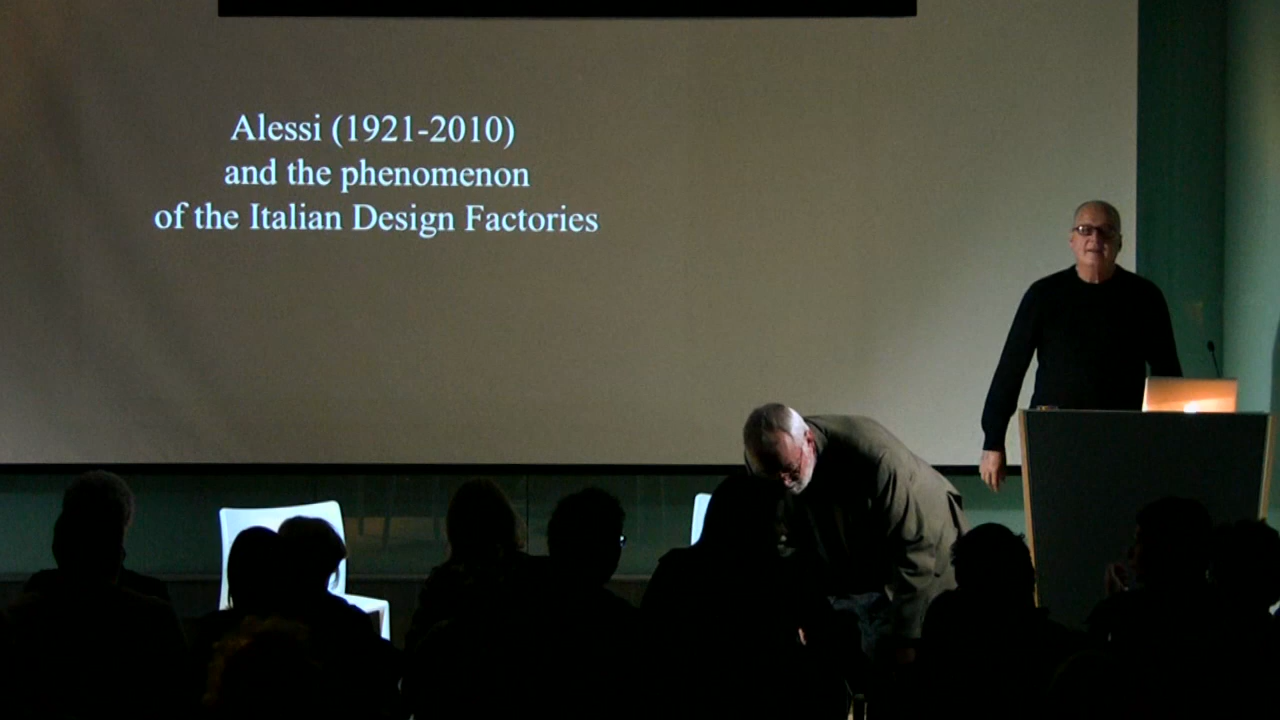 Alessi (1921-2010)
and the phenomenon
of the Italian Design Factories